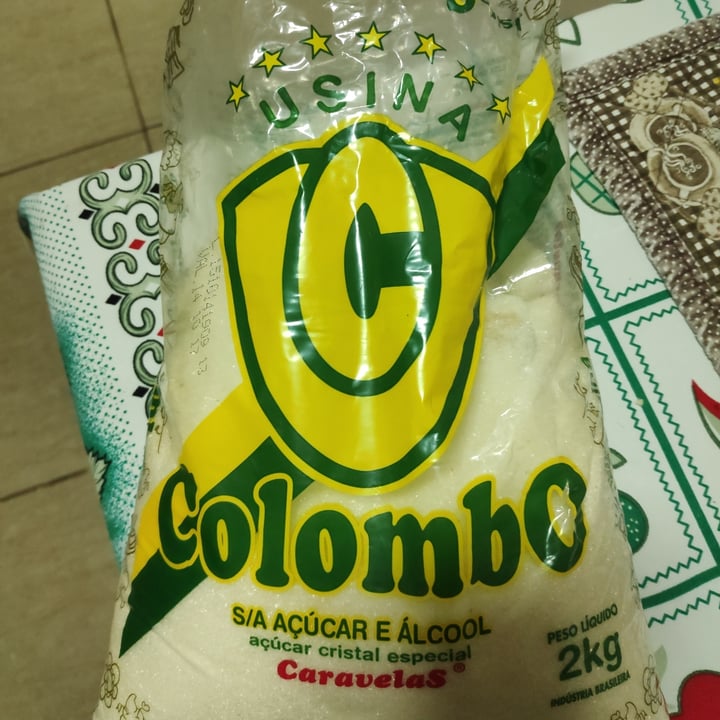 USINA
C
Colombo
S/A AÇÚCAR E ÁLCOOL
açúcar cristal especial
Caravelas®
PESO LÍQUIDO
2kg
INDÚSTRIA BRASILEIRA